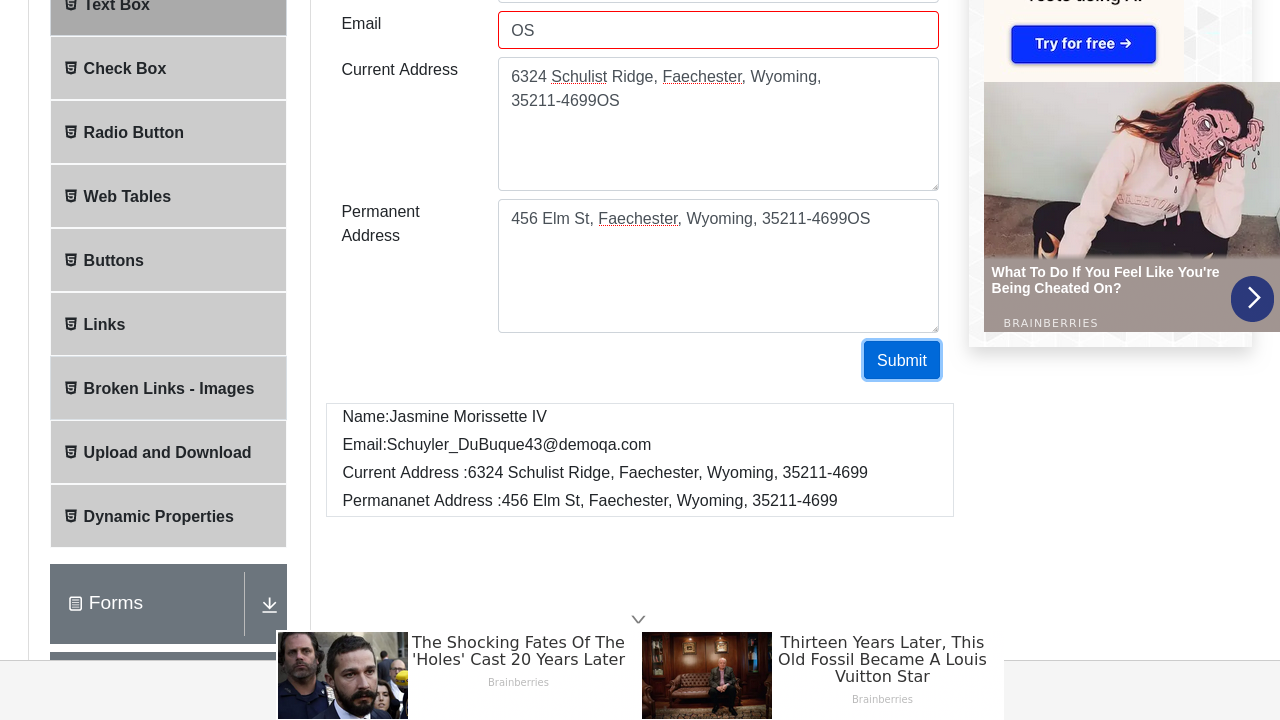 Text Box
Check Box
Radio Button
Web Tables
Buttons
Links
Broken Links - Images
Upload and Download
Dynamic Properties
Forms
Email
OS
Current Address
6324 Schulist Ridge, Faechester, Wyoming,
35211-4699OS
Permanent
Address
456 Elm St, Faechester, Wyoming, 35211-4699OS
Submit
Name:Jasmine Morissette IV
Email:Schuyler_DuBuque43@demoqa.com
Current Address :6324 Schulist Ridge, Faechester, Wyoming, 35211-4699
Permananet Address :456 Elm St, Faechester, Wyoming, 35211-4699
Try for free →
What To Do If You Feel Like You're
Being Cheated On?
BRAINBERRIES
The Shocking Fates Of The
'Holes' Cast 20 Years Later
Brainberries
Thirteen Years Later, This
Old Fossil Became A Louis
Vuitton Star
Brainberries